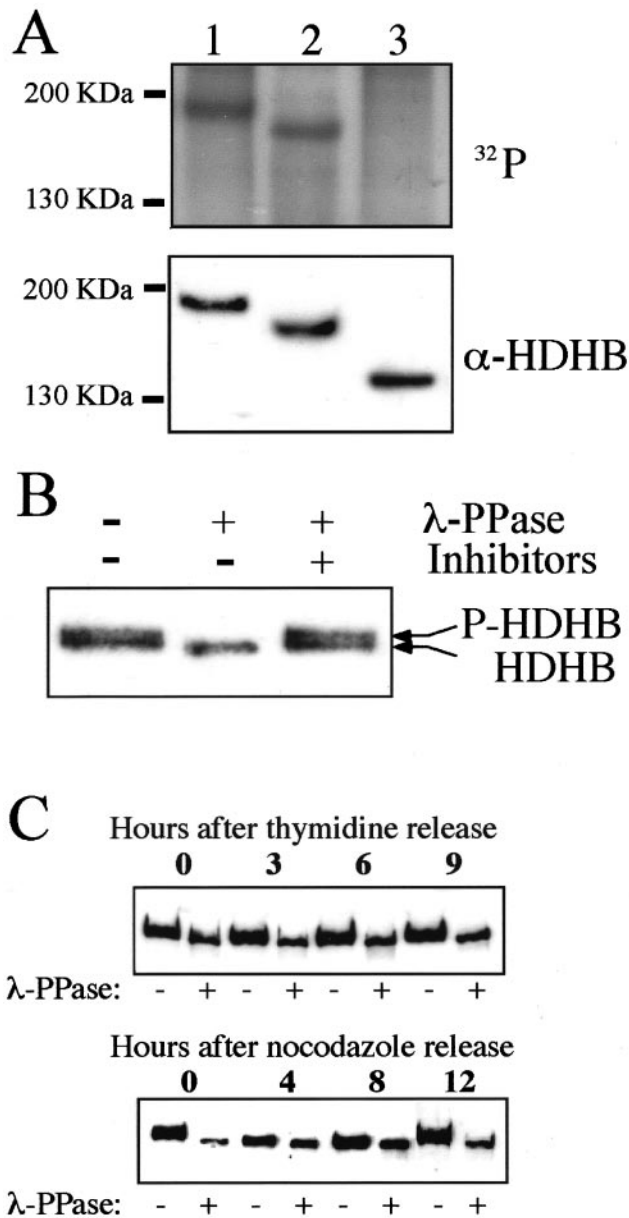 A
1 2 3
200 KDa
130 KDa
32P
200 KDa
130 KDa
α-HDHB
B
- + + λ-PPase
- - + Inhibitors
P-HDHB
HDHB
C
Hours after thymidine release
0 3 6 9
λ-PPase: - + - + - + - +
Hours after nocodazole release
0 4 8 12
λ-PPase: - + - + - + - +